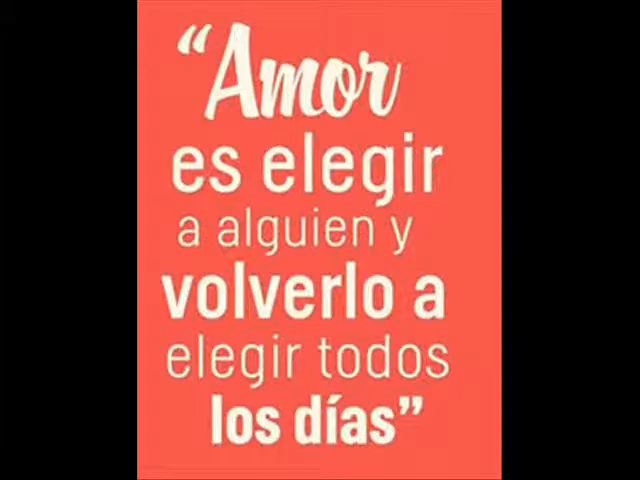 “Amor
es elegir
a alguien y
volverlo a
elegir todos
los días”